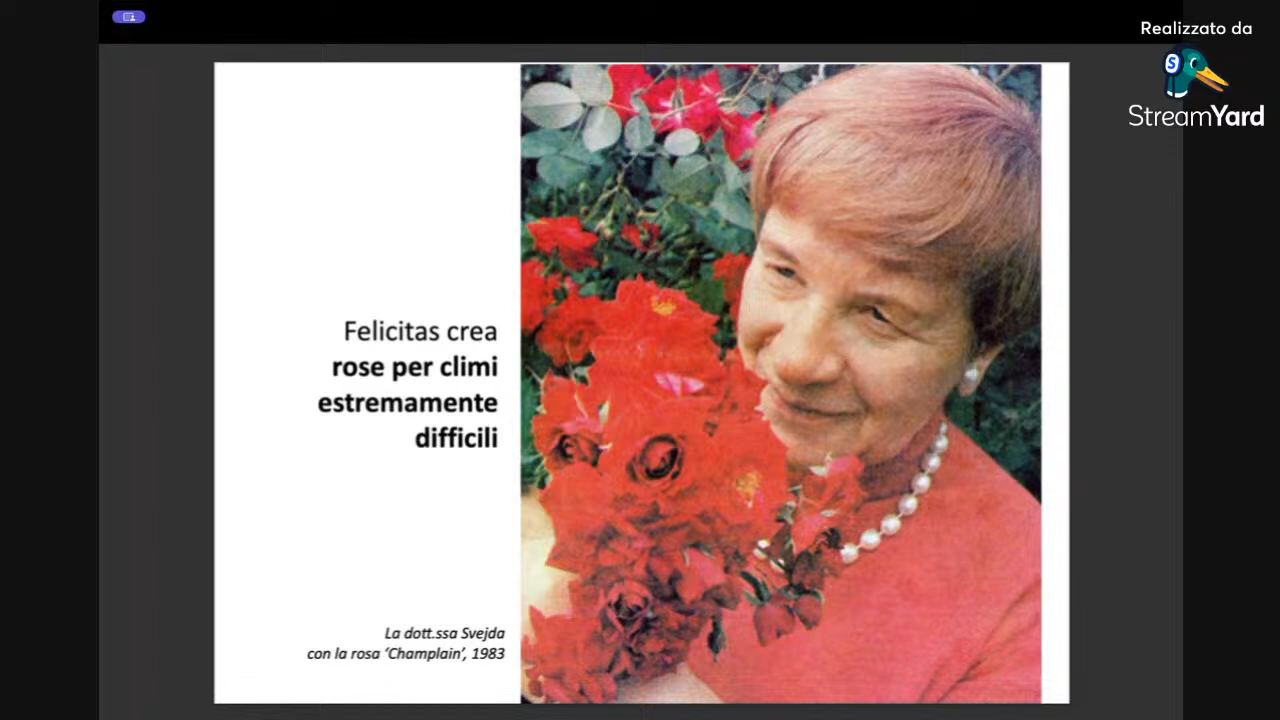 Realizzato da
StreamYard
Felicitas crea
rose per climi
estremamente
difficili
La dott.ssa Svejda
con la rosa ‘Champlain’, 1983